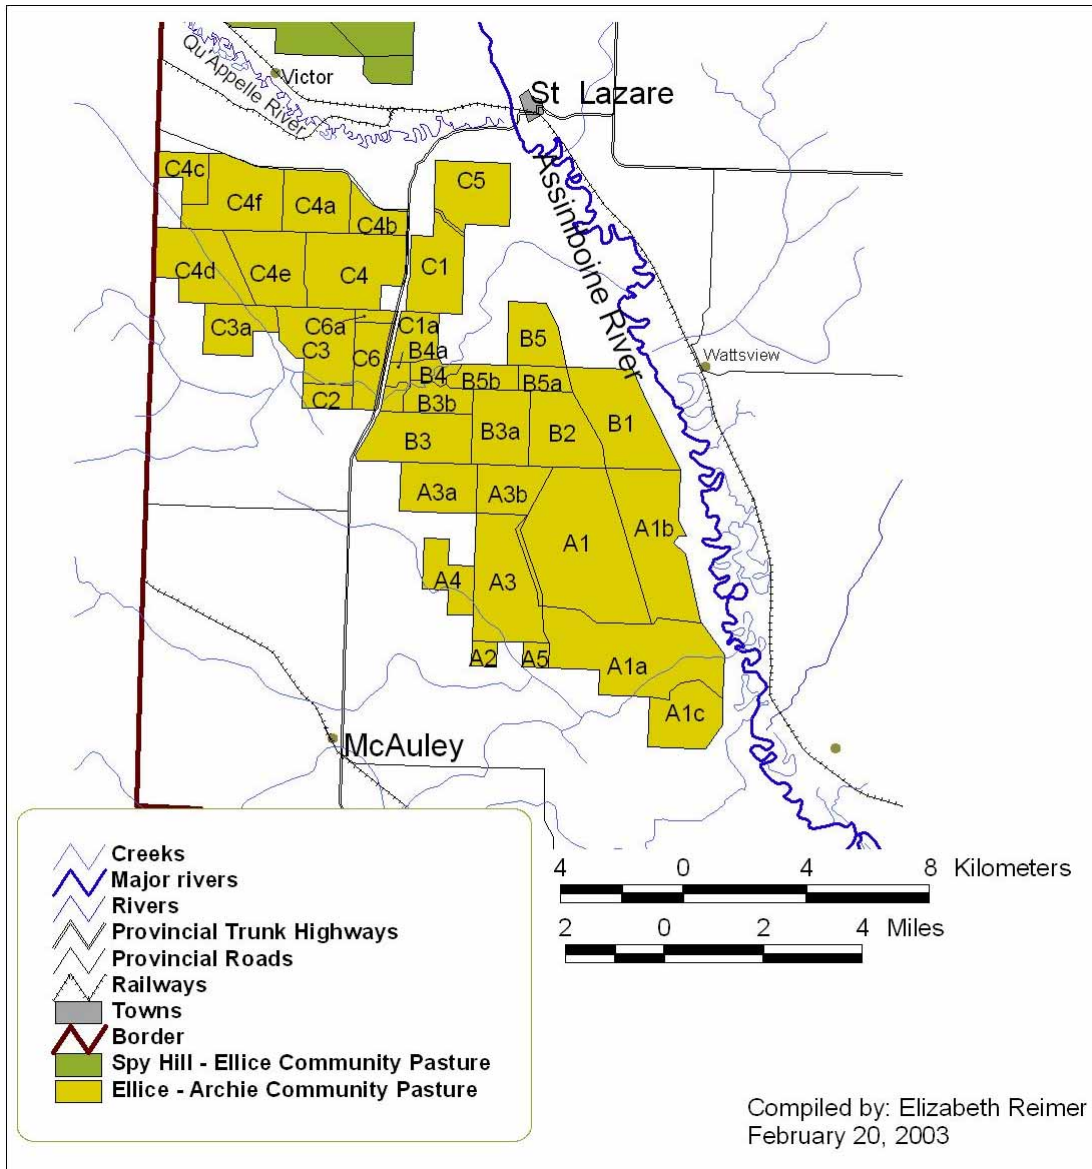 Qu'Appelle River
Victor
St Lazare
Assiniboine River
C4c
C4f
C4a
C4b
C5
C4d
C4e
C4
C1
C3a
C6a
C1a
C3
C6
B4a
B5
Wattsview
C2
B4
B5b
B5a
B3b
B3
B3a
B2
B1
A3a
A3b
A1
A1b
A4
A3
A2
A5
A1a
A1c
McAuley
Creeks
Major rivers
Rivers
Provincial Trunk Highways
Provincial Roads
Railways
Towns
Border
Spy Hill - Ellice Community Pasture
Ellice - Archie Community Pasture
4 0 4 8 Kilometers
2 0 2 4 Miles
Compiled by: Elizabeth Reimer
February 20, 2003